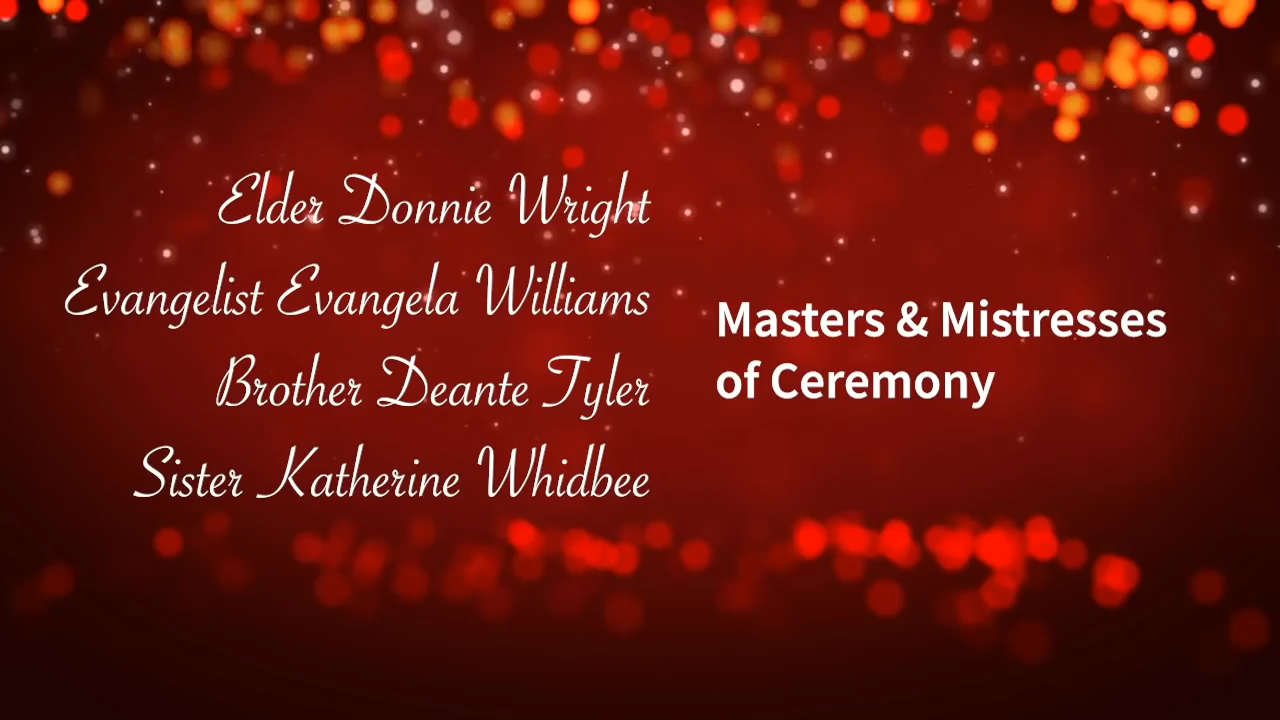 Elder Donnie Wright
Evangelist Evangela Williams
Brother Deante Tyler
Sister Katherine Whidbee
Masters & Mistresses
of Ceremony